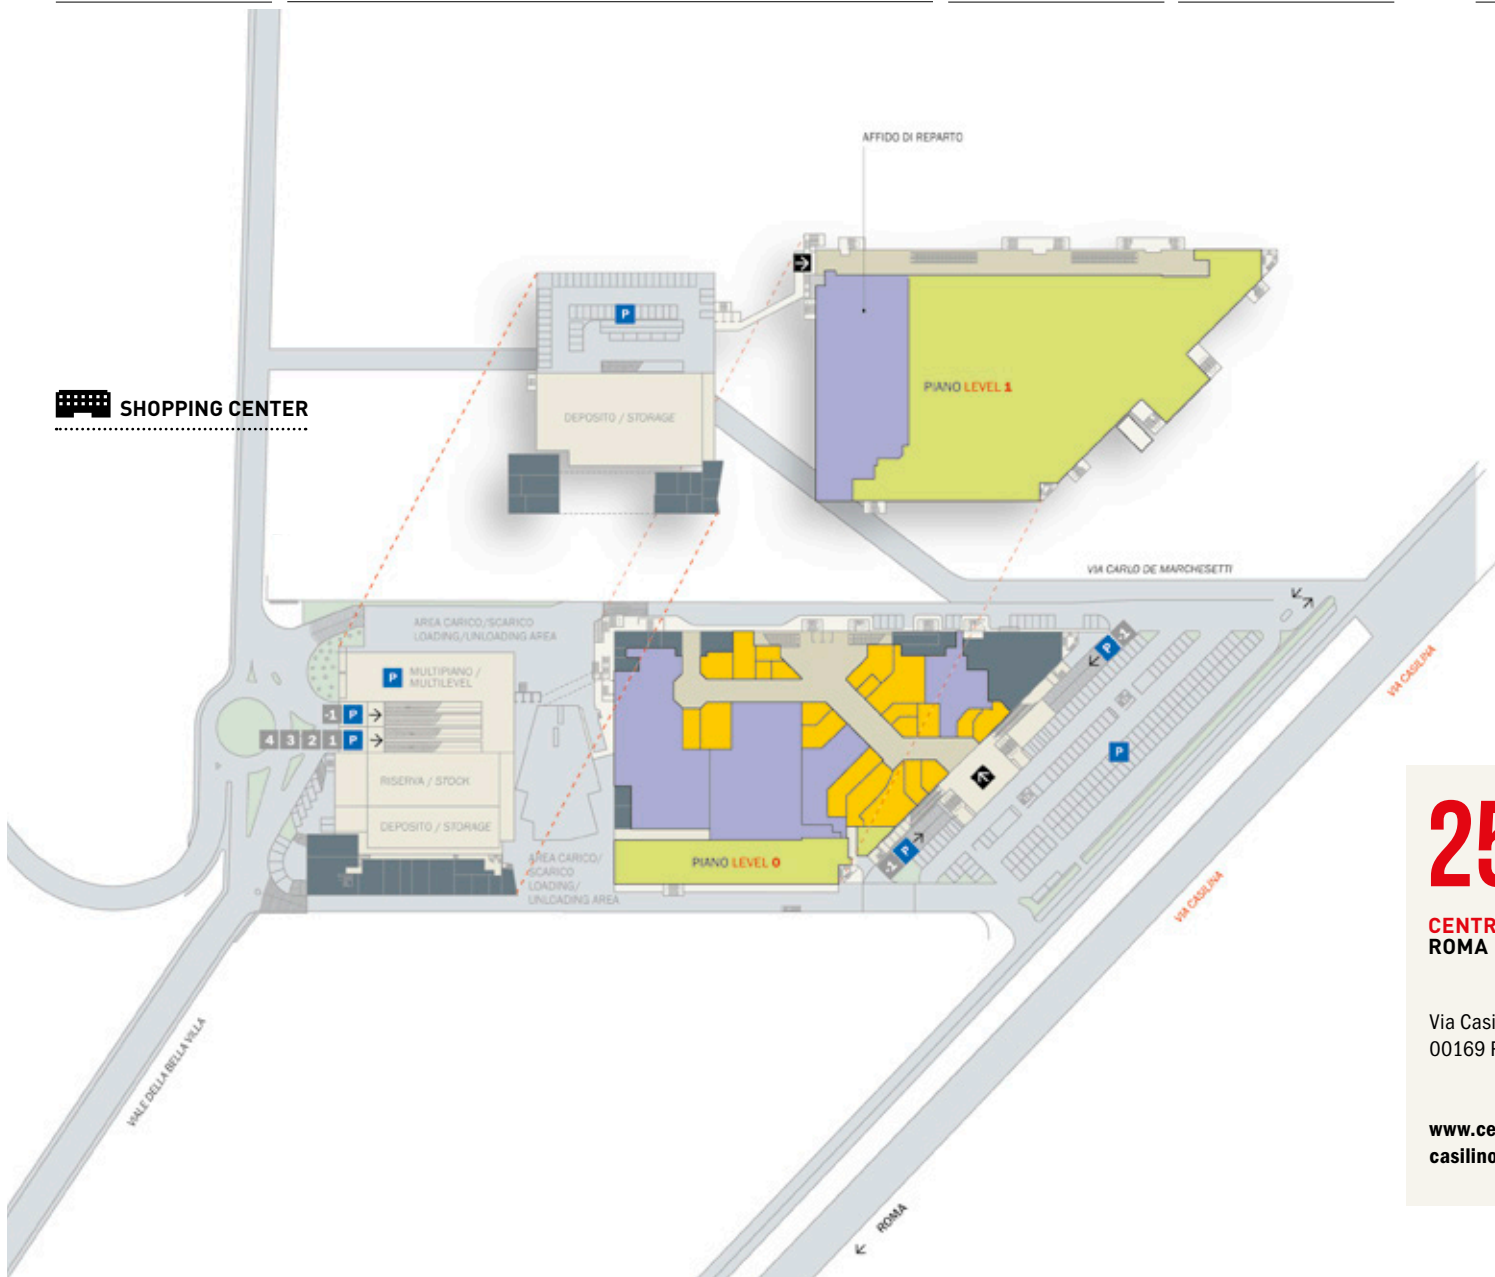 AFFIDO DI REPARTO
P
PIANO LEVEL 1
SHOPPING CENTER
DEPOSITO / STORAGE
VIA CARLO DE MARCHESETTI
AREA CARICO/SCARICO
LOADING/UNLOADING AREA
P MULTIPIANO /
MULTILEVEL
P -1
VIA CASILINA
-1 P
4 3 2 1 P
P
RISERVA / STOCK
DEPOSITO / STORAGE
PIANO LEVEL 0
-1 P
AREA CARICO/
SCARICO
LOADING/
UNLOADING AREA
VIA CASILINA
25
CENTR
ROMA
Via Casi
00169
www.ce
casilino
VIALE DELLA BELLA VILLA
ROMA